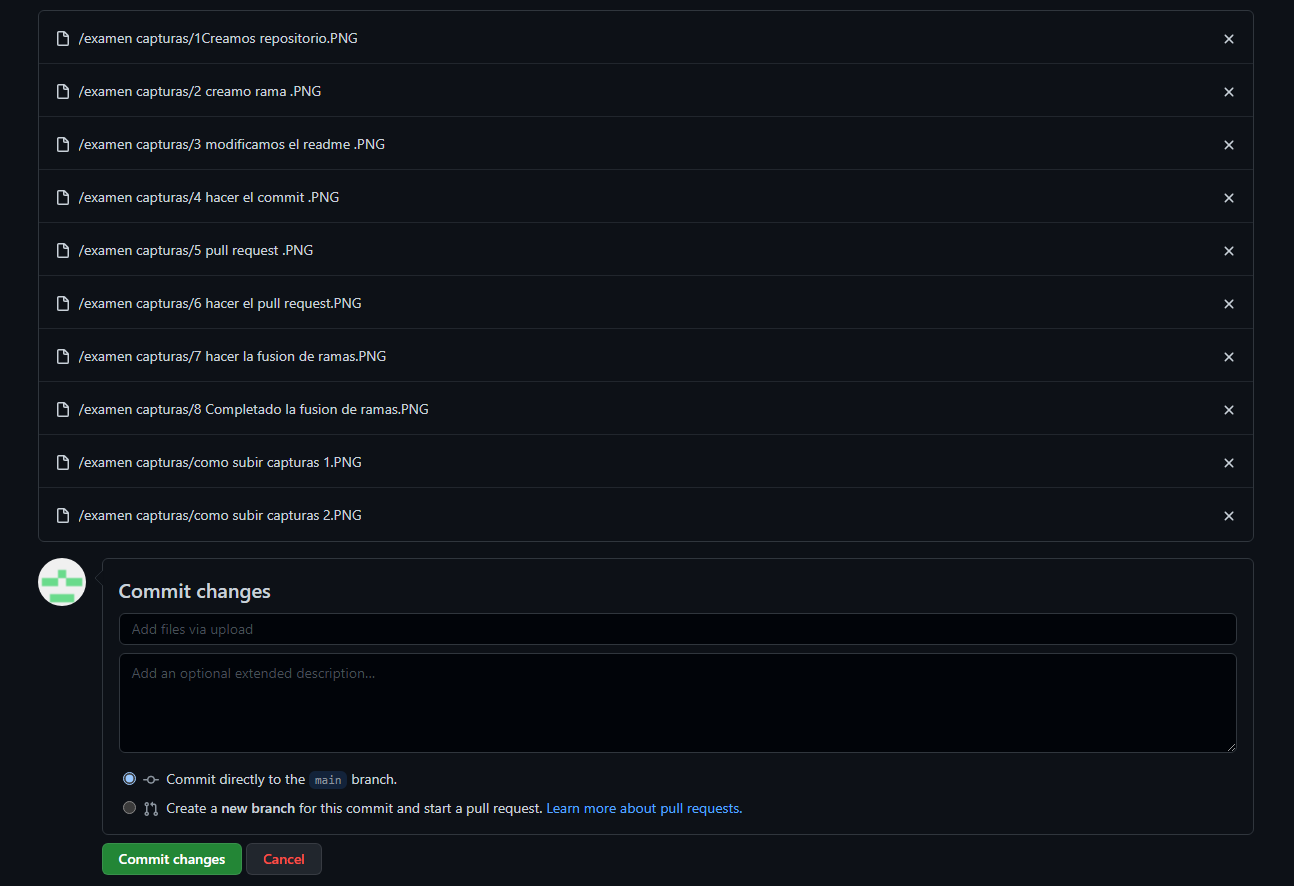 /examen capturas/1Creamos repositorio.PNG
/examen capturas/2 creamo rama .PNG
/examen capturas/3 modificamos el readme .PNG
/examen capturas/4 hacer el commit .PNG
/examen capturas/5 pull request .PNG
/examen capturas/6 hacer el pull request.PNG
/examen capturas/7 hacer la fusion de ramas.PNG
/examen capturas/8 Completado la fusion de ramas.PNG
/examen capturas/como subir capturas 1.PNG
/examen capturas/como subir capturas 2.PNG
Commit changes
Add files via upload
Add an optional extended description...
Commit directly to the main branch.
Create a new branch for this commit and start a pull request. Learn more about pull requests.
Commit changes Cancel